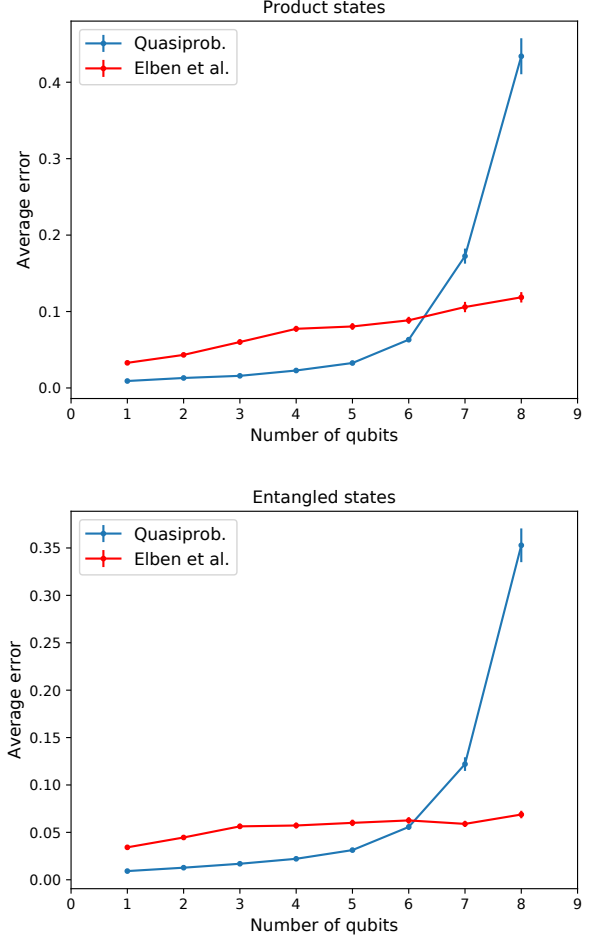 Product states
Quasiprob.
Elben et al.
Average error
0.4
0.3
0.2
0.1
0.0
0 1 2 3 4 5 6 7 8 9
Number of qubits
Entangled states
Quasiprob.
Elben et al.
Average error
0.35
0.30
0.25
0.20
0.15
0.10
0.05
0.00
0 1 2 3 4 5 6 7 8 9
Number of qubits